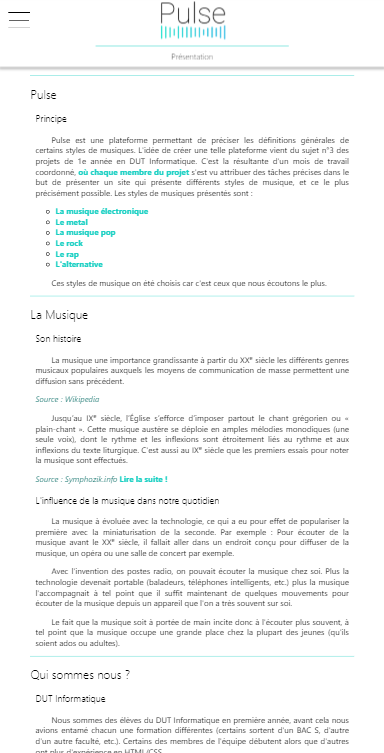 Pulse
Présentation
Pulse
Principe
Pulse est une plateforme permettant de préciser les définitions générales de
certains styles de musiques. L'idée de créer une telle plateforme vient du sujet n°3 des
projets de 1e année en DUT Informatique. C'est la résultante d'un mois de travail
coordonné, où chaque membre du projet s'est vu attribuer des tâches précises dans le
but de présenter un site qui présente différents styles de musique, et ce le plus
précisément possible. Les styles de musiques présentés sont :
La musique électronique
Le metal
La musique pop
Le rock
Le rap
L'alternative
Ces styles de musique on été choisis car c'est ceux que nous écoutons le plus.
La Musique
Son histoire
La musique une importance grandissante à partir du XXe siècle les différents genres
musicaux populaires auxquels les moyens de communication de masse permettent une
diffusion sans précédent.
Source : Wikipedia
Jusqu'au IXe siècle, l'Église s'efforce d'imposer partout le chant grégorien ou «
plain-chant ». Cette musique austère se déploie en amples mélodies monodiques (une
seule voix), dont le rythme et les inflexions sont étroitement liés au rythme et aux
inflexions du texte liturgique. C'est aussi au IXe siècle que les premiers essais pour noter
la musique sont effectués.
Source : Symphozik.info Lire la suite !
L'influence de la musique dans notre quotidien
La musique à évoluée avec la technologie, ce qui a eu pour effet de populariser la
première avec la miniaturisation de la seconde. Par exemple : Pour écouter de la
musique avant le XXe siècle, il fallait aller dans un endroit conçu pour diffuser de la
musique, un opéra ou une salle de concert par exemple.
Avec l'invention des postes radio, on pouvait écouter la musique chez soi. Plus la
technologie devenait portable (baladeurs, téléphones intelligents, etc.) plus la musique
l'accompagnait à tel point que il suffit maintenant de quelques mouvements pour
écouter de la musique depuis un appareil que l'on a très souvent sur soi.
Le fait que la musique soit à portée de main incite donc à l'écouter plus souvent, à
tel point que la musique occupe une grande place chez la plupart des jeunes (qu'ils
soient ados ou adultes).
Qui sommes nous ?
DUT Informatique
Nous sommes des élèves du DUT Informatique en première année, avant cela nous
avions entamé chacun une formation différentes (certains sortent d'un BAC S, d'autre
d'un autre faculté, etc.). Certains des membres de l'équipe débutent alors que d'autres
ont plus d'expérience en HTML/CSS.